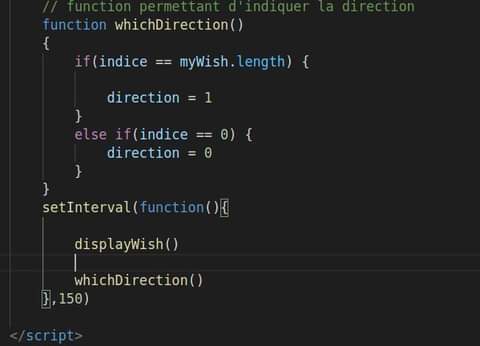 // function permettant d'indiquer la direction
function whichDirection()
{
if(indice == myWish.length) {
direction = 1
}
else if(indice == 0) {
direction = 0
}
}
setInterval(function(){
displayWish()
whichDirection()
},150)
</script>